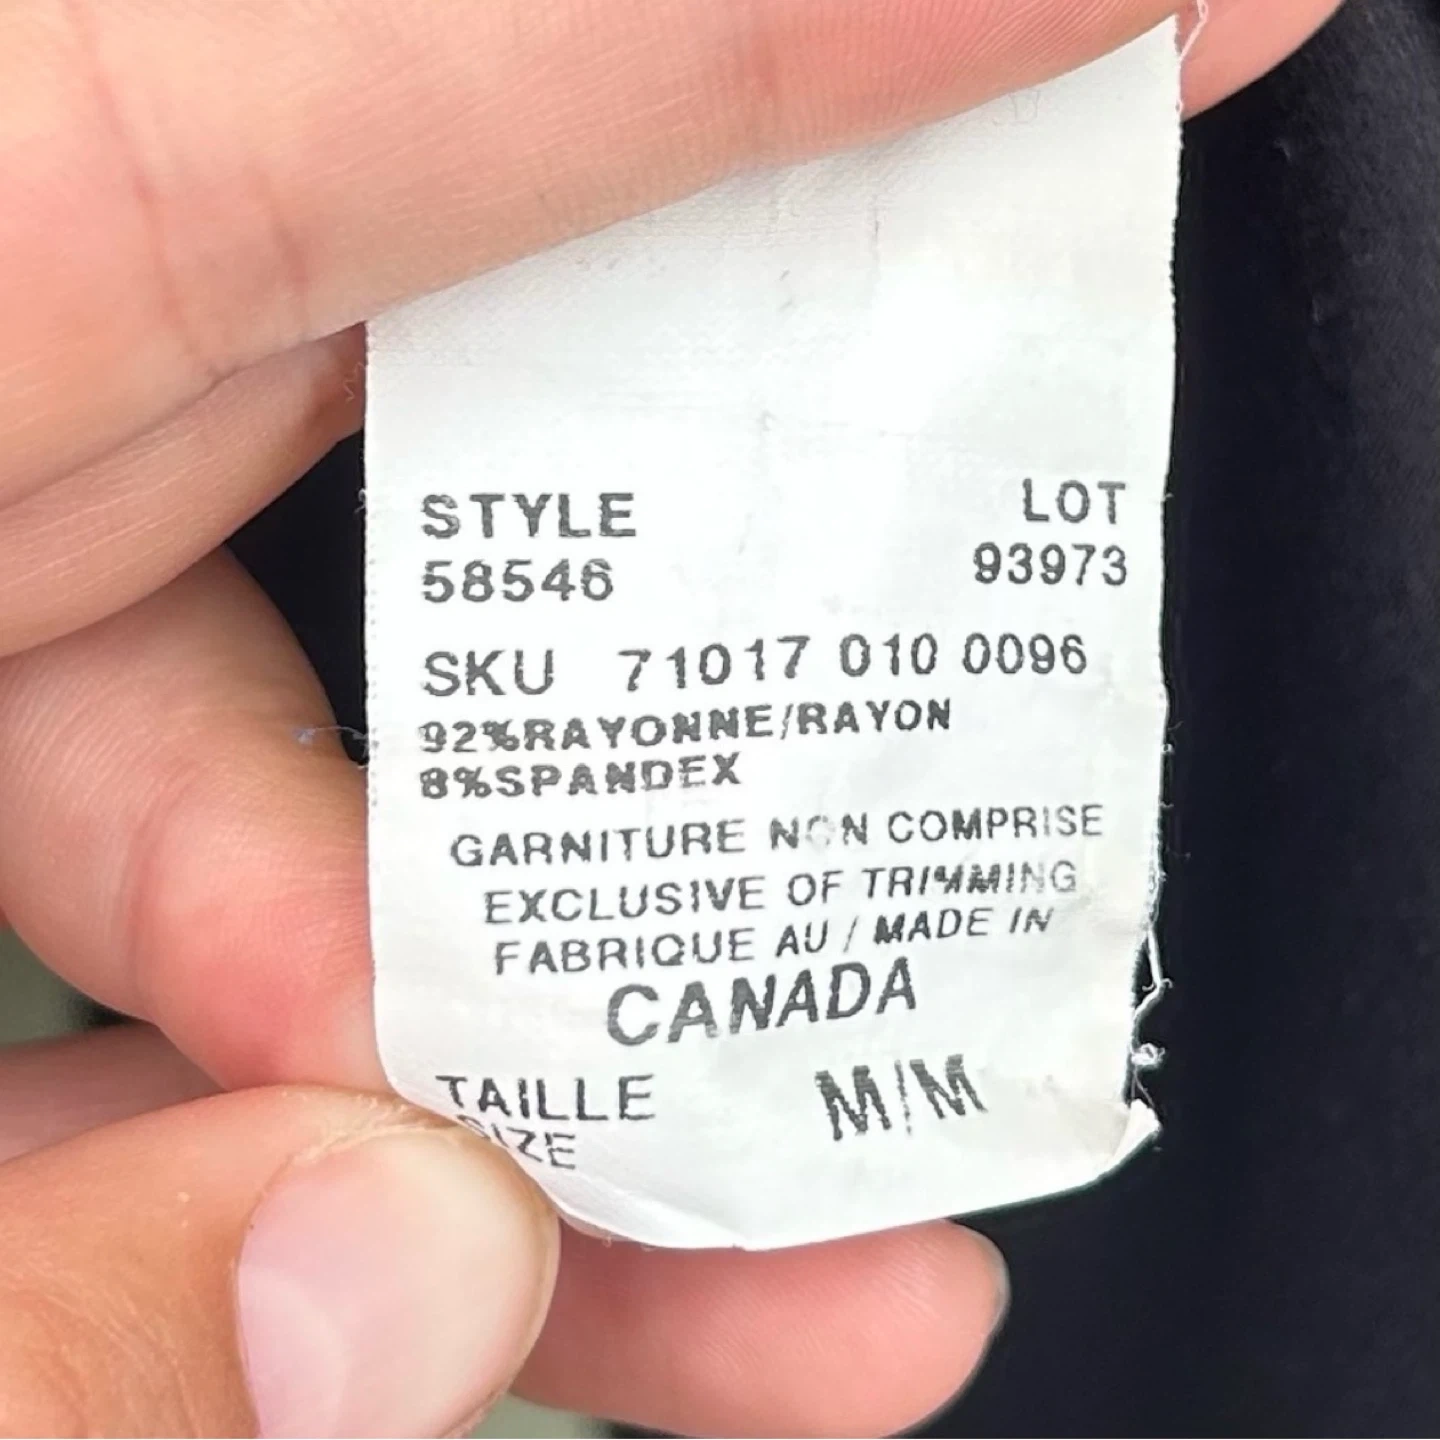 STYLE LOT
58546 93973
SKU 71017 010 0096
92%RAYONNE/RAYON
8%SPANDEX
GARNITURE NON COMPRISE
EXCLUSIVE OF TRIMMING
FABRIQUE AU / MADE IN
CANADA
TAILLE M/M
SIZE